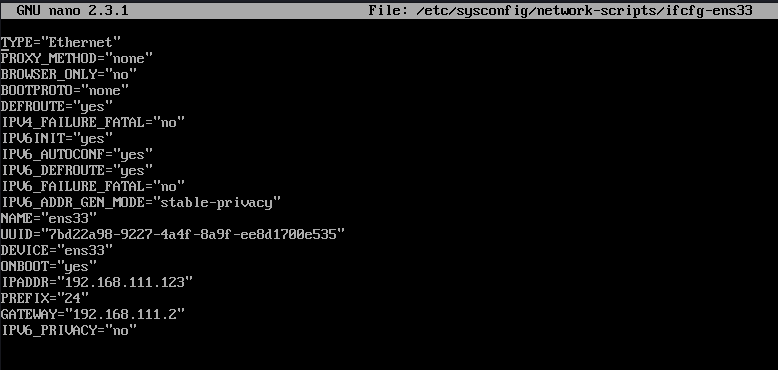 GNU nano 2.3.1 File: /etc/sysconfig/network-scripts/ifcfg-ens33
TYPE="Ethernet"
PROXY_METHOD="none"
BROWSER_ONLY="no"
BOOTPROTO="none"
DEFROUTE="yes"
IPV4_FAILURE_FATAL="no"
IPV6INIT="yes"
IPV6_AUTOCONF="yes"
IPV6_DEFROUTE="yes"
IPV6_FAILURE_FATAL="no"
IPV6_ADDR_GEN_MODE="stable-privacy"
NAME="ens33"
UUID="7bd22a98-9227-4a4f-8a9f-ee8d1700e535"
DEVICE="ens33"
ONBOOT="yes"
IPADDR="192.168.111.123"
PREFIX="24"
GATEWAY="192.168.111.2"
IPV6_PRIVACY="no"